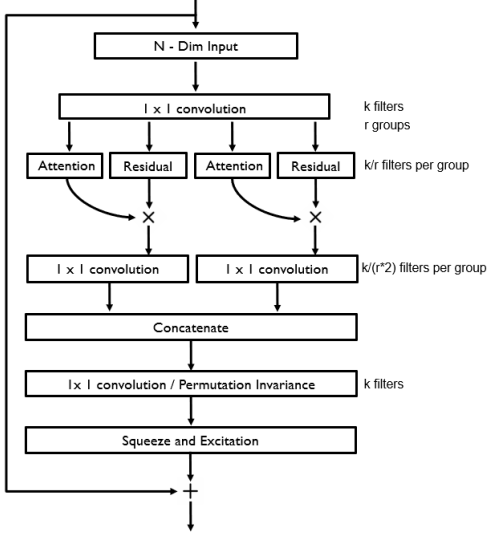 N - Dim Input
1 x 1 convolution
k filters
r groups
Attention
Residual
Attention
Residual
k/r filters per group
×
×
1 x 1 convolution
1 x 1 convolution
k/(r*2) filters per group
Concatenate
1x 1 convolution / Permutation Invariance
k filters
Squeeze and Excitation
+